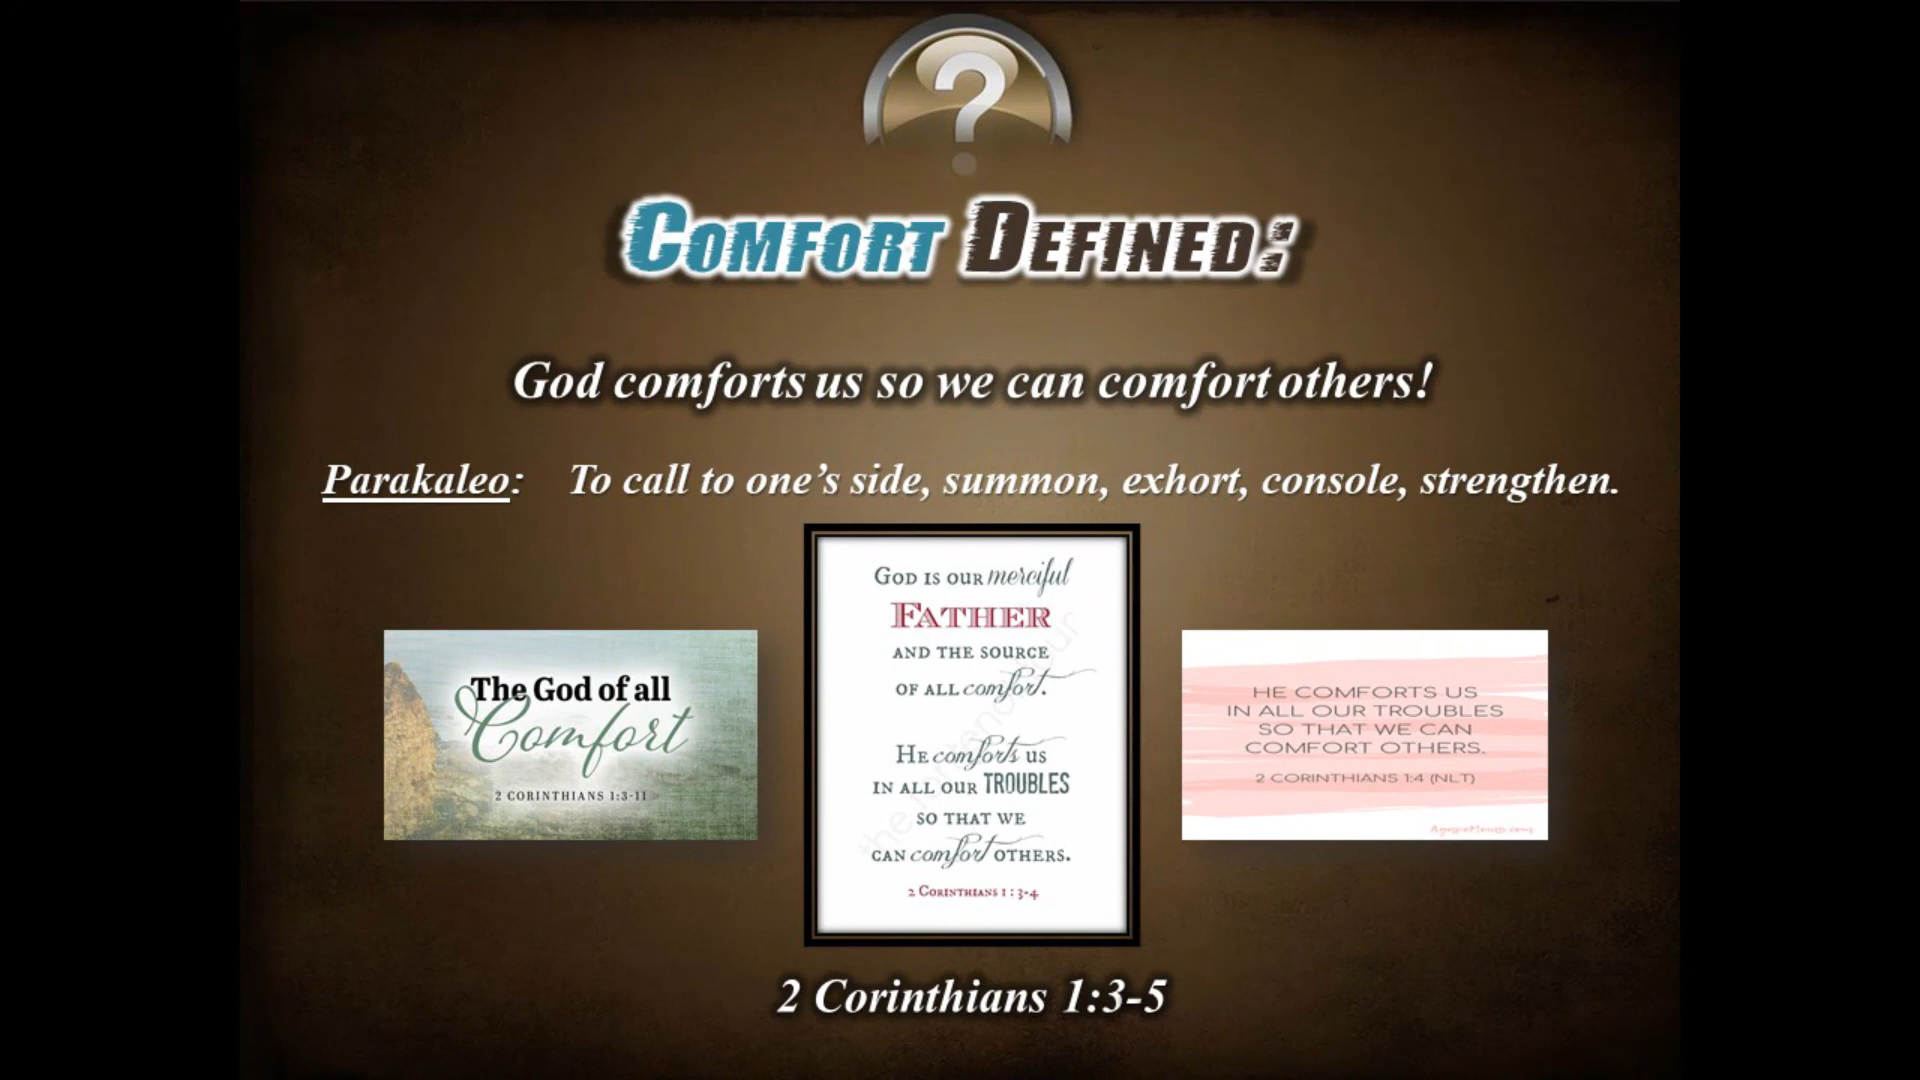 ?
Comfort Defined:
God comforts us so we can comfort others!
Parakaleo: To call to one’s side, summon, exhort, console, strengthen.
The God of all
Comfort
2 CORINTHIANS 1:3-11
GOD IS OUR merciful
FATHER
AND THE SOURCE
OF ALL comfort.
HE comforts US
IN ALL OUR TROUBLES
SO THAT WE
CAN comfort OTHERS.
2 CORINTHIANS 1:3-4
HE COMFORTS US
IN ALL OUR TROUBLES
SO THAT WE CAN
COMFORT OTHERS.
2 CORINTHIANS 1:4 (NLT)
2 Corinthians 1:3-5